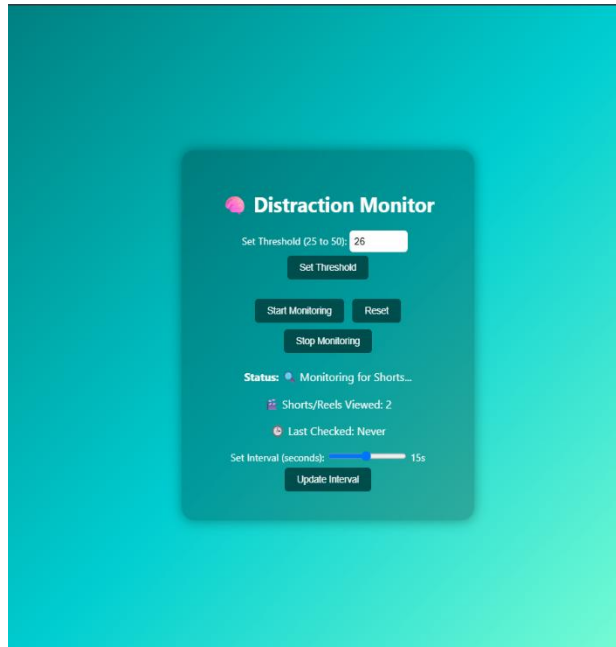 🧠 Distraction Monitor
Set Threshold (25 to 50): 26
Set Threshold
Start Monitoring Reset
Stop Monitoring
Status: 🔍 Monitoring for Shorts...
🎬 Shorts/Reels Viewed: 2
⏰ Last Checked: Never
Set Interval (seconds): 15s
Update Interval